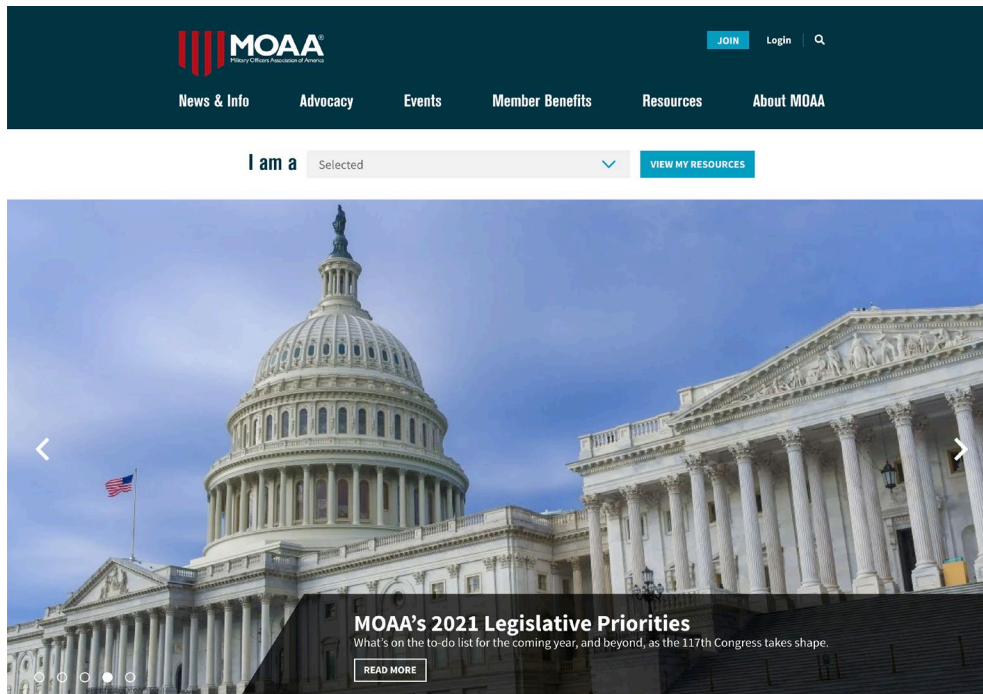 MOAA®
Military Officers Association of America
JOIN
Login
News & Info
Advocacy
Events
Member Benefits
Resources
About MOAA
I am a
Selected
VIEW MY RESOURCES
MOAA's 2021 Legislative Priorities
What's on the to-do list for the coming year, and beyond, as the 117th Congress takes shape.
READ MORE